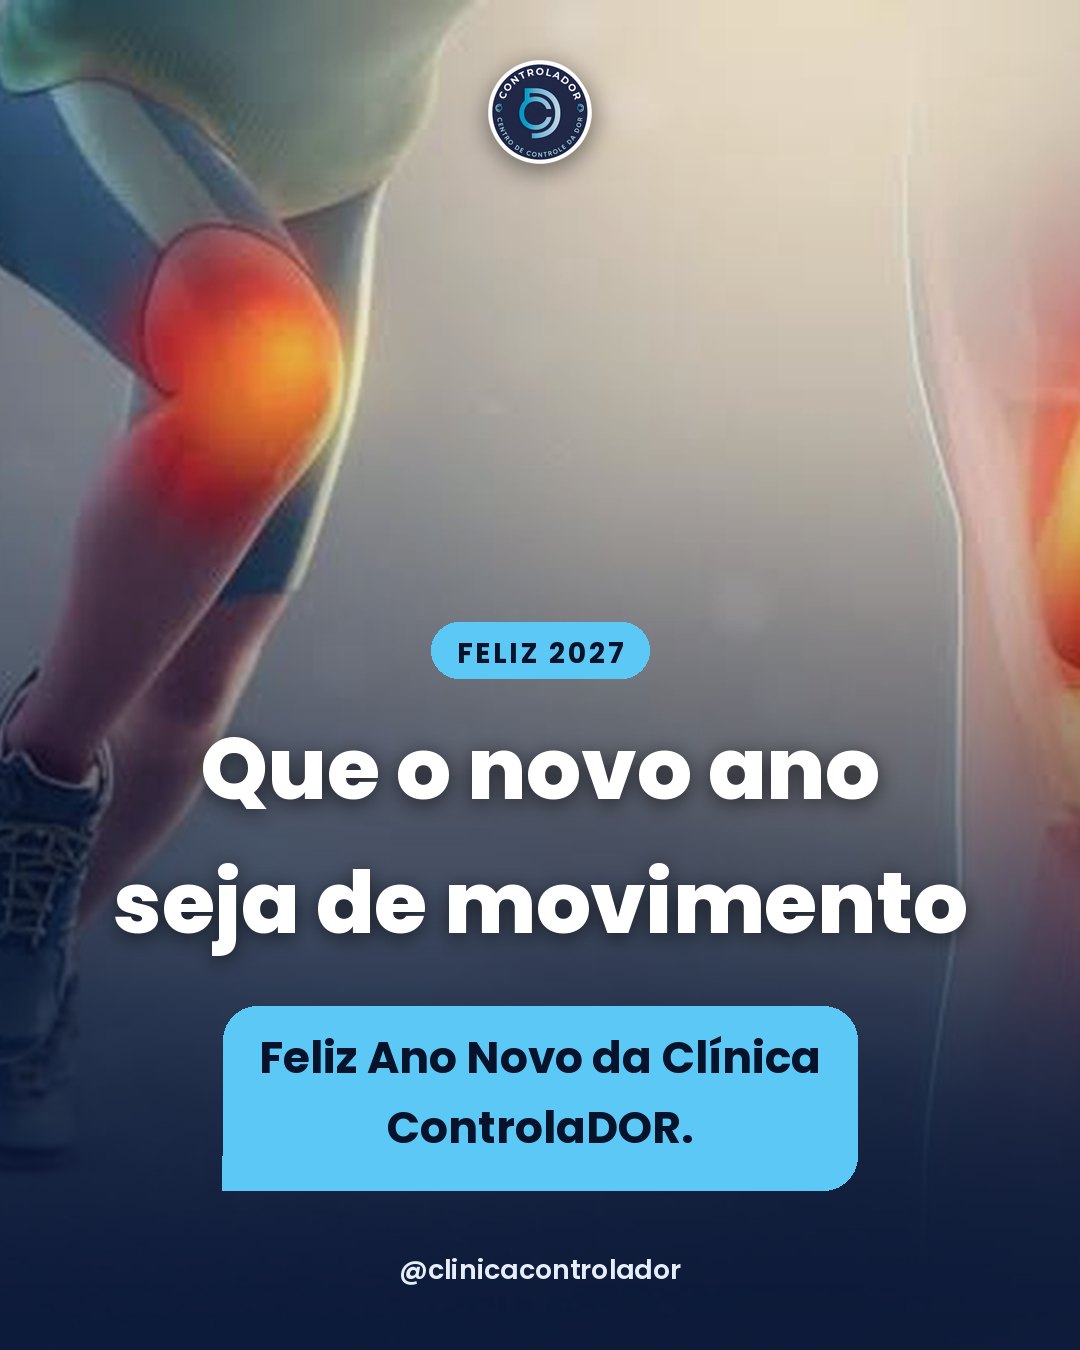 CONTROLADOR
CENTRO DE CONTROLE DA DOR
FELIZ 2027
Que o novo ano
seja de movimento
Feliz Ano Novo da Clínica
ControlaDOR.
@clinicacontrolador